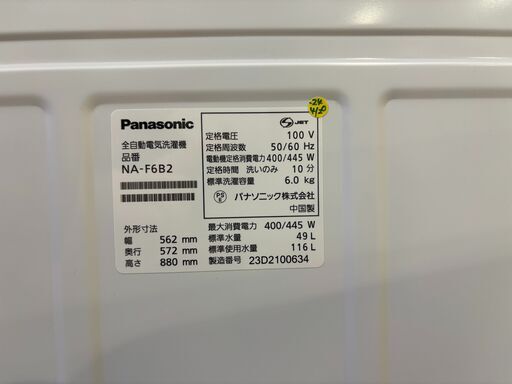 Panasonic
全自動電気洗濯機
品番
NA-F6B2
外形寸法
幅 562 mm
奥行 572 mm
高さ 880 mm
JET
定格電圧 100 V
定格周波数 50/60 Hz
電動機定格消費電力 400/445 W
定格時間 洗いのみ 10 分
標準洗濯容量 6.0 kg
PS E パナソニック株式会社
中国製
最大消費電力 400/445 W
標準水量 49 L
標準使用水量 116 L
製造番号 23D2100634